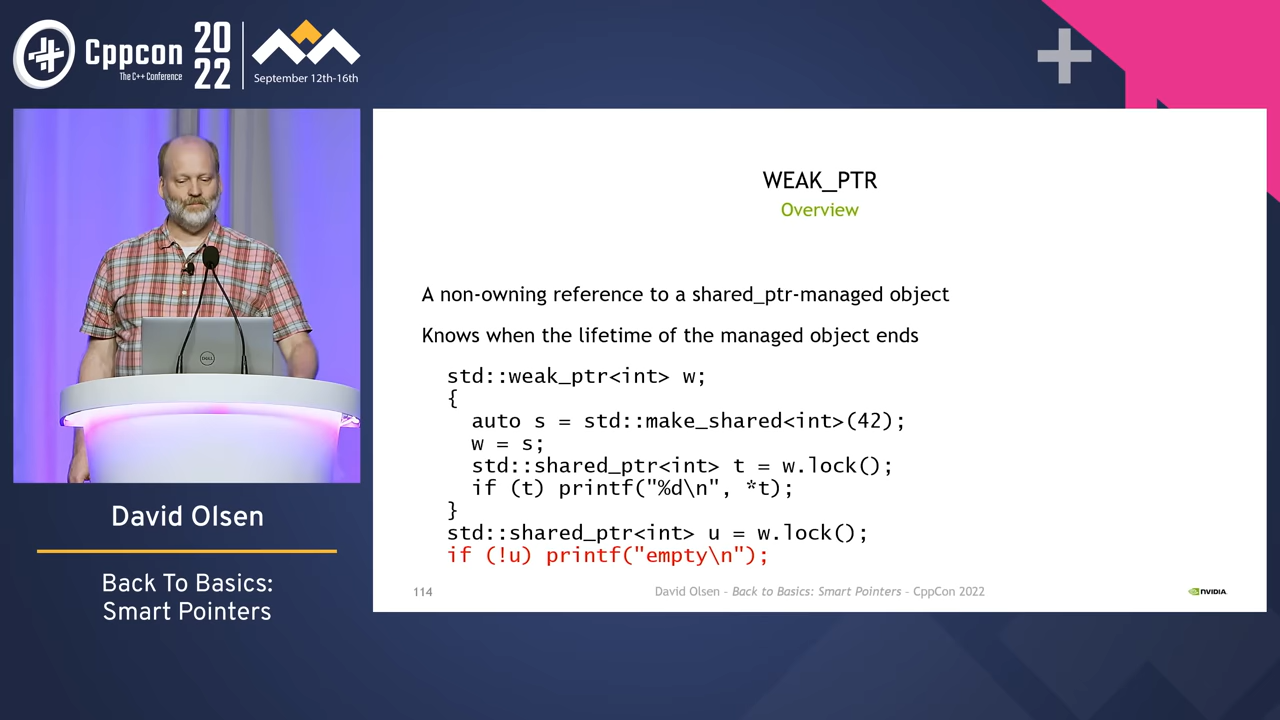 Cppcon
The C++ Conference
20
22
September 12th-16th
WEAK_PTR
Overview
A non-owning reference to a shared_ptr-managed object
Knows when the lifetime of the managed object ends
std::weak_ptr<int> w;
{
auto s = std::make_shared<int>(42);
w = s;
std::shared_ptr<int> t = w.lock();
if (t) printf("%d\n", *t);
}
std::shared_ptr<int> u = w.lock();
if (!u) printf("empty\n");
114
David Olsen – Back to Basics: Smart Pointers – CppCon 2022
NVIDIA
DELL
David Olsen
Back To Basics:
Smart Pointers